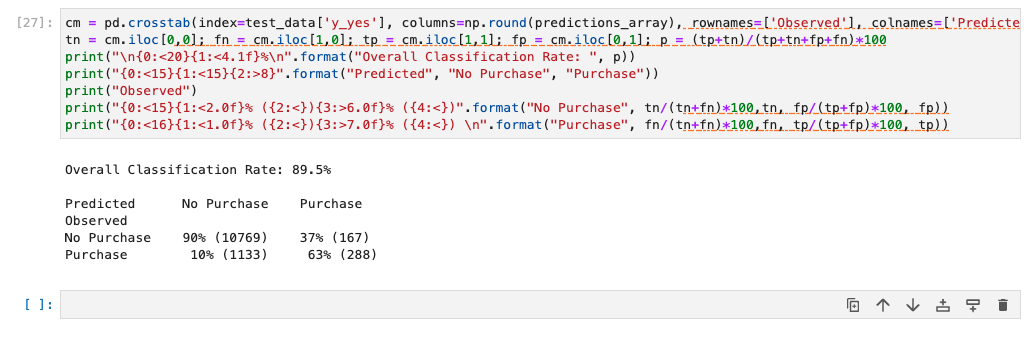 [27]: cm = pd.crosstab(index=test_data['y_yes'], columns=np.round(predictions_array), rownames=['Observed'], colnames=['Predicte
tn = cm.iloc[0,0]; fn = cm.iloc[1,0]; tp = cm.iloc[1,1]; fp = cm.iloc[0,1]; p = (tp+tn)/(tp+tn+fp+fn)*100
print("\n{0:<20}{1:<4.1f}%\n".format("Overall Classification Rate: ", p))
print("{0:<15}{1:<15}{2:>8}".format("Predicted", "No Purchase", "Purchase"))
print("Observed")
print("{0:<15}{1:<2.0f}% ({2:<}){3:>6.0f}% ({4:<})".format("No Purchase", tn/(tn+fn)*100,tn, fp/(tp+fp)*100, fp))
print("{0:<16}{1:<1.0f}% ({2:<}){3:>7.0f}% ({4:<}) \n".format("Purchase", fn/(tn+fn)*100,fn, tp/(tp+fp)*100, tp))
Overall Classification Rate: 89.5%
Predicted No Purchase Purchase
Observed
No Purchase 90% (10769) 37% (167)
Purchase 10% (1133) 63% (288)
[ ]: